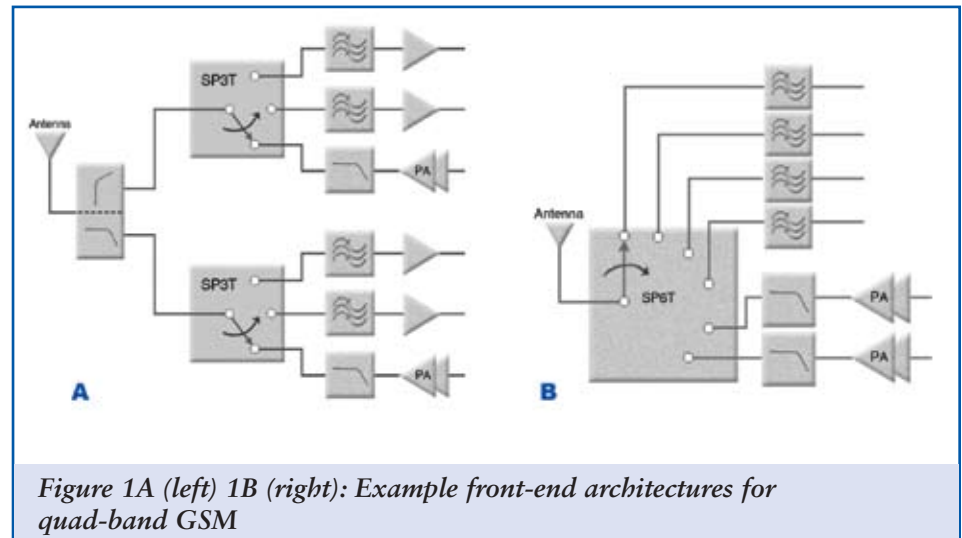 Antenna
SP3T
PA
SP3T
PA
A
Antenna
SP6T
PA
PA
B
Figure 1A (left) 1B (right): Example front-end architectures for
quad-band GSM